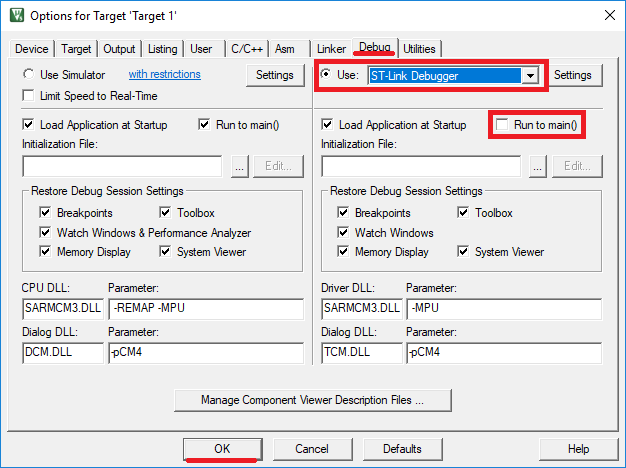 Options for Target 'Target 1'
Device Target Output Listing User C/C++ Asm Linker Debug Utilities
Use Simulator with restrictions Settings
Limit Speed to Real-Time
Use: ST-Link Debugger Settings
Load Application at Startup Run to main()
Initialization File:
... Edit...
Restore Debug Session Settings
Breakpoints Toolbox
Watch Windows & Performance Analyzer
Memory Display System Viewer
CPU DLL: Parameter:
SARMCM3.DLL -REMAP -MPU
Dialog DLL: Parameter:
DCM.DLL -pCM4
Load Application at Startup Run to main()
Initialization File:
... Edit...
Restore Debug Session Settings
Breakpoints Toolbox
Watch Windows
Memory Display System Viewer
Driver DLL: Parameter:
SARMCM3.DLL -MPU
Dialog DLL: Parameter:
TCM.DLL -pCM4
Manage Component Viewer Description Files ...
OK Cancel Defaults Help